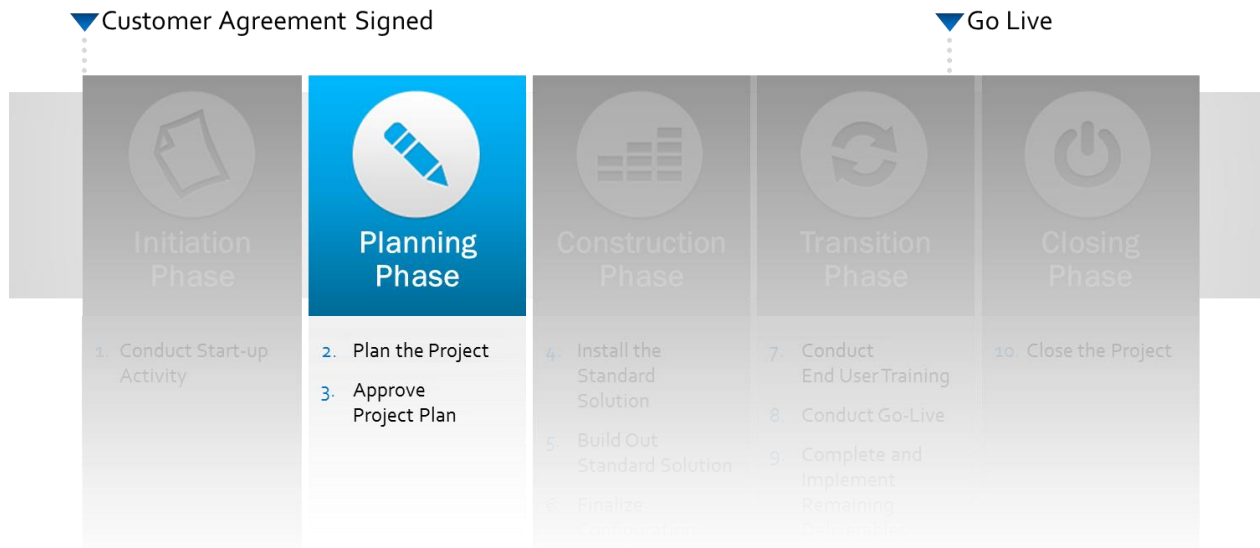 Customer Agreement Signed
Go Live
Initiation
Phase
Planning
Phase
Construction
Phase
Transition
Phase
Closing
Phase
1. Conduct Start-up
Activity
2. Plan the Project
3. Approve
Project Plan
4. Install the
Standard
Solution
5. Build Out
Standard Solution
6. Finalize
7. Conduct
End User Training
8. Conduct Go-Live
9. Complete and
Implement
Remaining
10. Close the Project